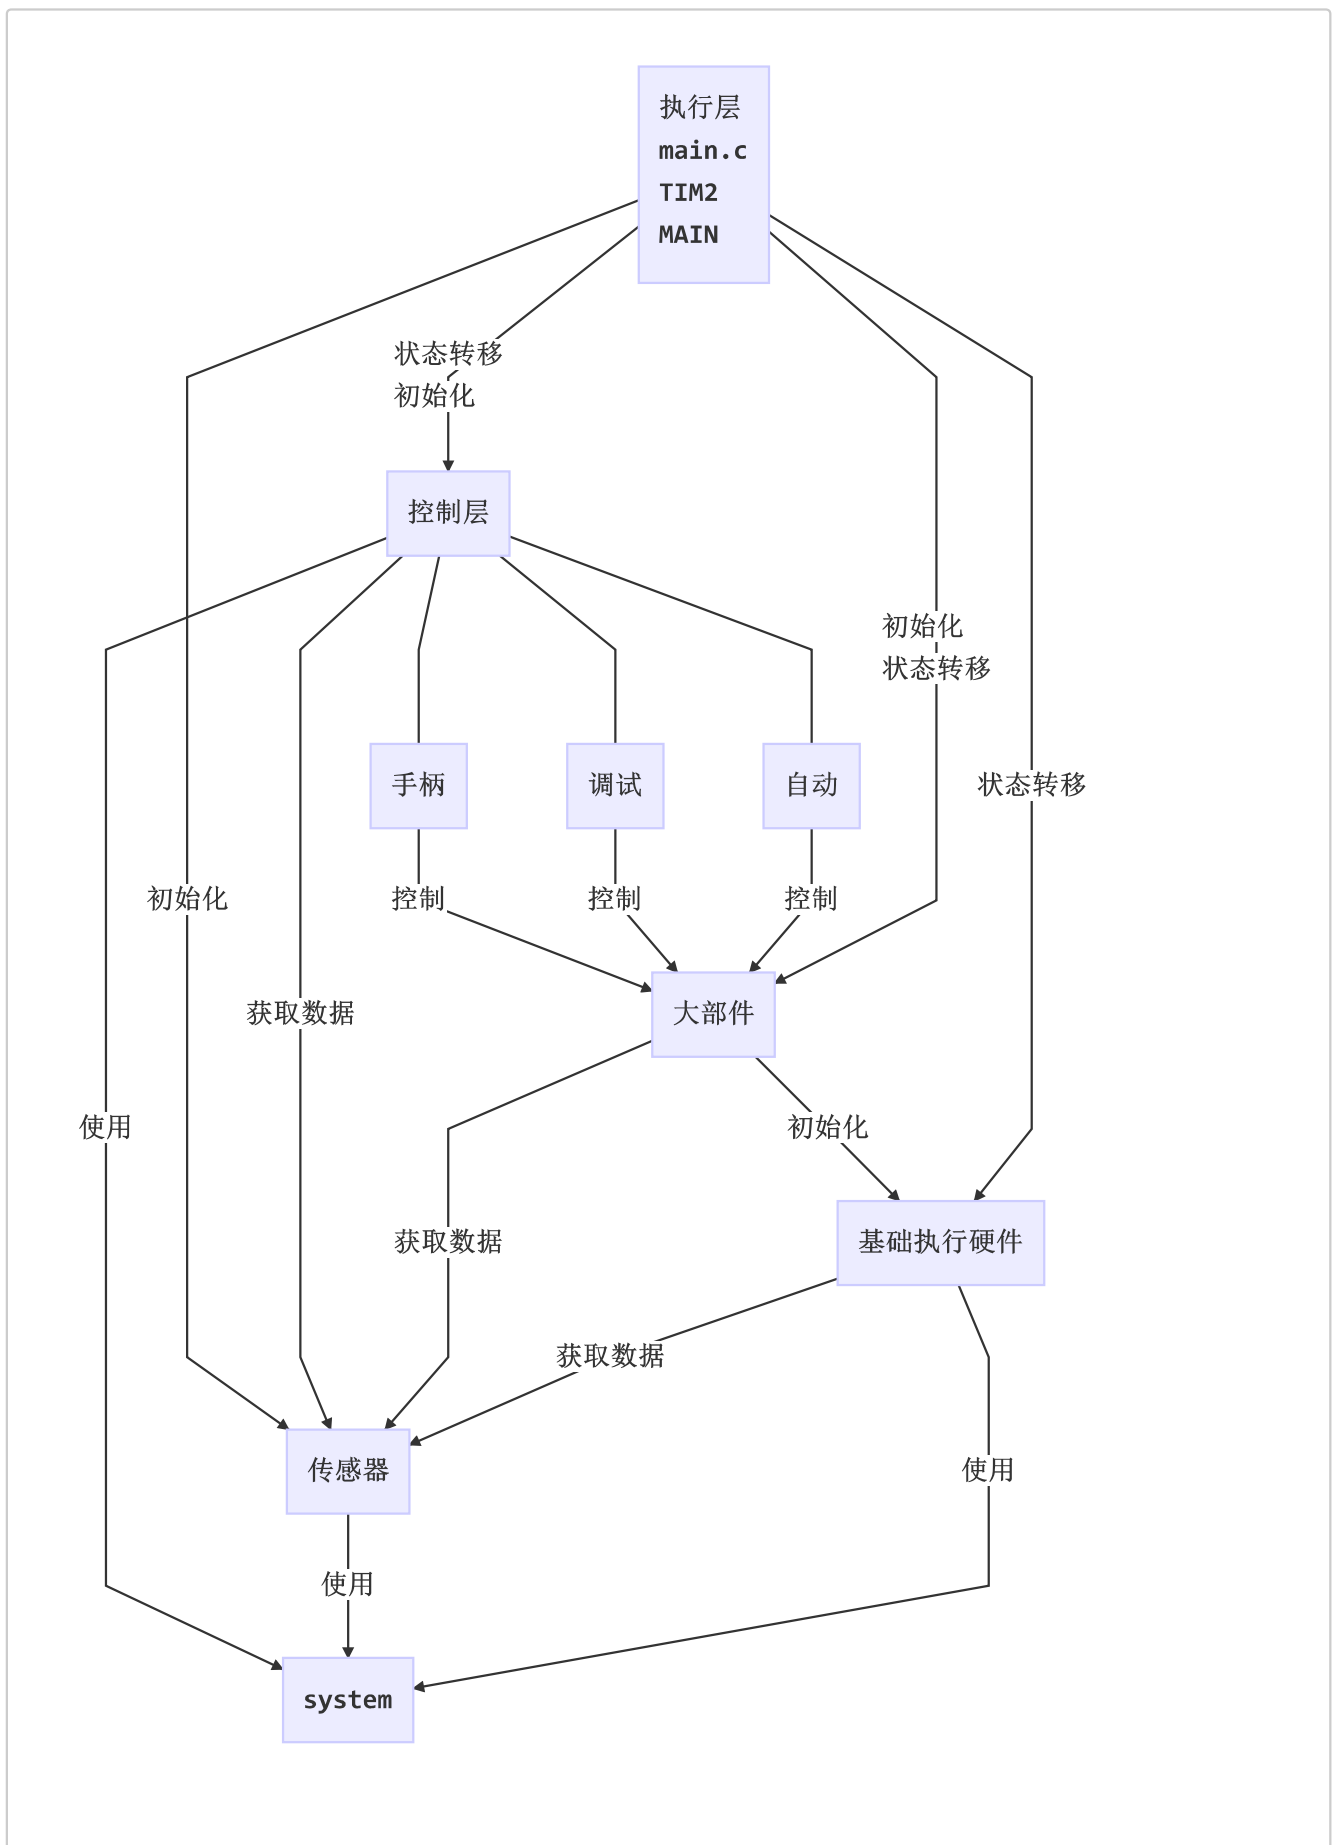 执行层
main.c
TIM2
MAIN
状态转移
初始化
控制层
初始化
状态转移
手柄
调试
自动
状态转移
初始化
控制
控制
控制
获取数据
大部件
使用
初始化
获取数据
基础执行硬件
获取数据
传感器
使用
使用
system